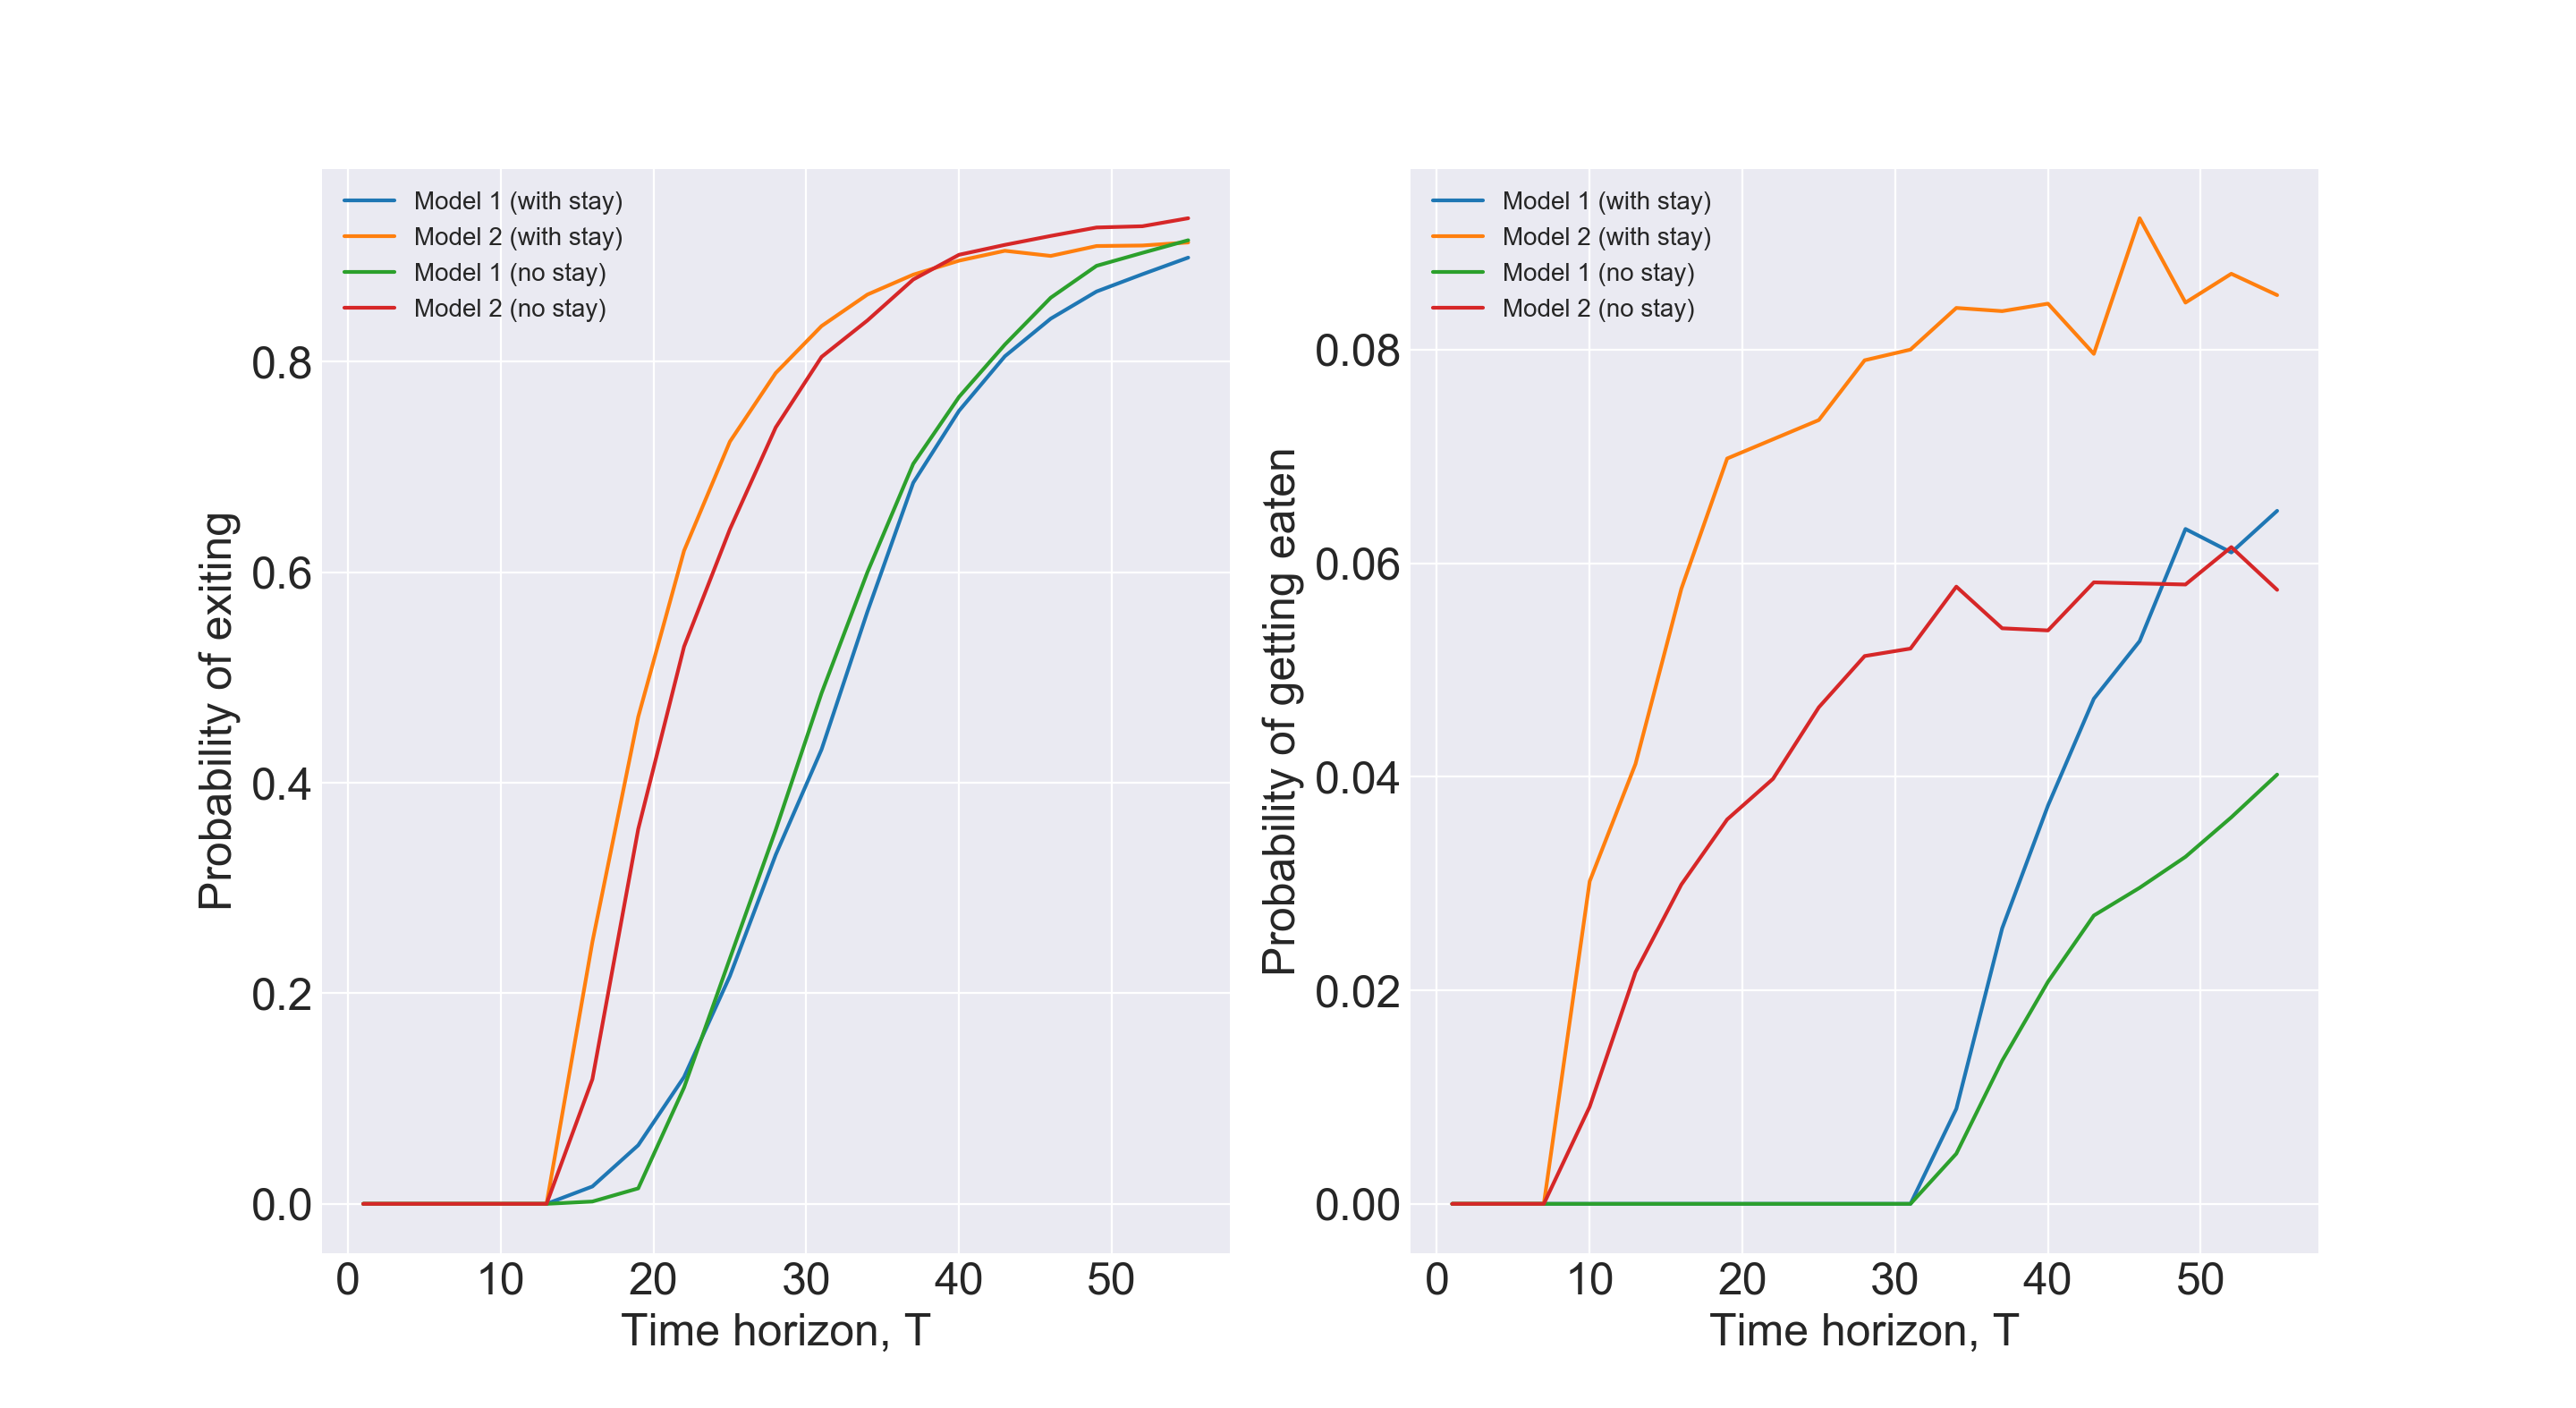 Model 1 (with stay)
Model 2 (with stay)
Model 1 (no stay)
Model 2 (no stay)
Probability of exiting
0.8
0.6
0.4
0.2
0.0
0 10 20 30 40 50
Time horizon, T
Model 1 (with stay)
Model 2 (with stay)
Model 1 (no stay)
Model 2 (no stay)
Probability of getting eaten
0.08
0.06
0.04
0.02
0.00
0 10 20 30 40 50
Time horizon, T